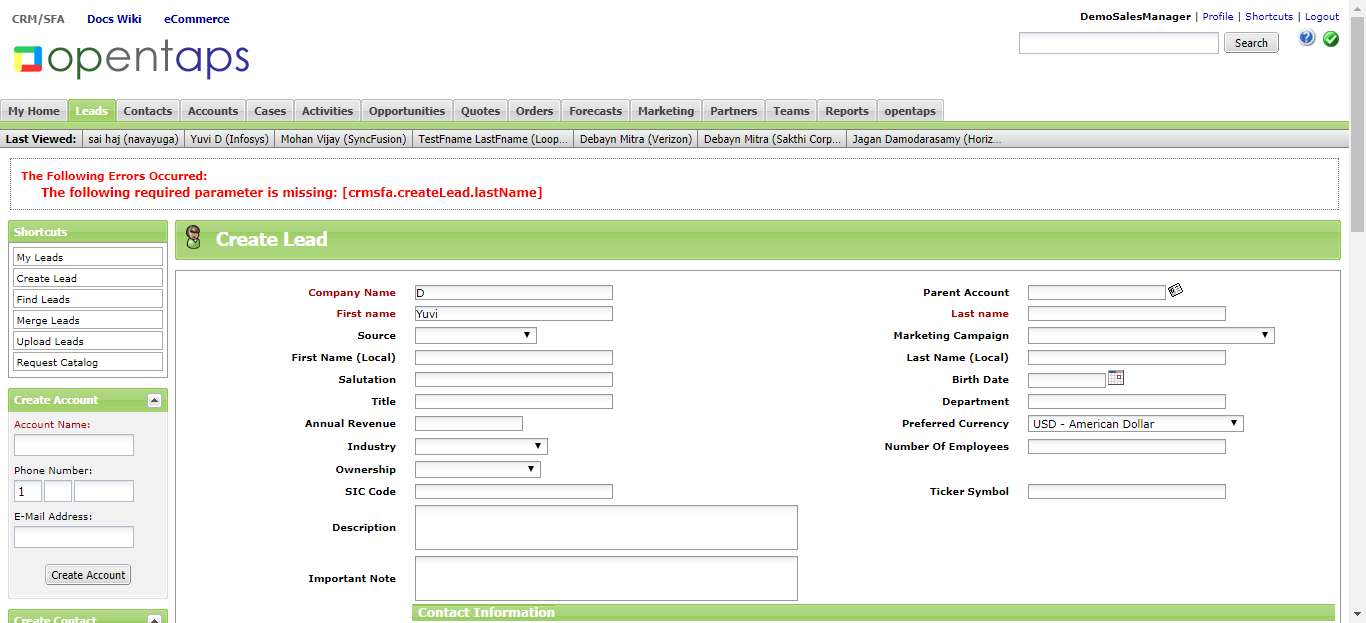 CRM/SFA Docs Wiki eCommerce
DemoSalesManager | Profile | Shortcuts | Logout
opentaps
Search
My Home Leads Contacts Accounts Cases Activities Opportunities Quotes Orders Forecasts Marketing Partners Teams Reports opentaps
Last Viewed: sai haj (navayuga) Yuvi D (Infosys) Mohan Vijay (SyncFusion) TestFname LastFname (Loop... Debayn Mitra (Verizon) Debayn Mitra (Sakthi Corp... Jagan Damodarasamy (Horiz...
The Following Errors Occurred:
The following required parameter is missing: [crmsfa.createLead.lastName]
Shortcuts
My Leads
Create Lead
Find Leads
Merge Leads
Upload Leads
Request Catalog
Create Account
Account Name:
Phone Number:
1
E-Mail Address:
Create Account
Create Contact
Create Lead
Company Name D Parent Account
First name Yuvi Last name
Source Marketing Campaign
First Name (Local) Last Name (Local)
Salutation Birth Date
Title Department
Annual Revenue Preferred Currency USD - American Dollar
Industry Number Of Employees
Ownership
SIC Code Ticker Symbol
Description
Important Note
Contact Information